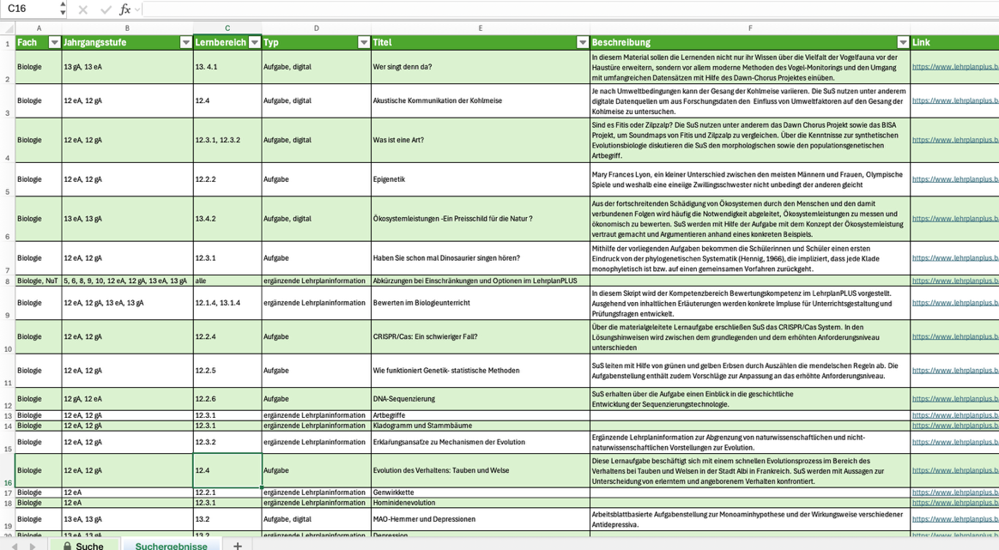 C16
fx
A B C D E F
1 Fach Jahrgangsstufe Lernbereich Typ Titel Beschreibung Link
2 Biologie 13 gA, 13 eA 13. 4.1 Aufgabe, digital Wer singt denn da? In diesem Material sollen die Lernenden nicht nur ihr Wissen über die Vielfalt der Vogelfauna vor der
Haustüre erweitern, sondern vor allem moderne Methoden des Vogel-Monitorings und den Umgang
mit umfangreichen Datensätzen mit Hilfe des Dawn-Chorus Projektes einüben. https://www.lehrplanplus.b
3 Biologie 12 eA, 12 gA 12.4 Aufgabe, digital Akustische Kommunikation der Kohlmeise Je nach Umweltbedingungen kann der Gesang der Kohlmeise variieren. Die SuS nutzen unter anderem
digitale Datenquellen um aus Forschungsdaten den Einfluss von Umweltfaktoren auf den Gesang der
Kohlmeise zu untersuchen. https://www.lehrplanplus.b
4 Biologie 12 eA, 12 gA 12.3.1, 12.3.2 Aufgabe, digital Was ist eine Art? Sind es Fitis oder Zilpzalp? Die SuS nutzen unter anderem das Dawn Chorus Projekt sowie das BISA
Projekt, um Soundmaps von Fitis und Zilpzalp zu vergleichen. Über die Kenntnisse zur synthetischen
Evolutionsbiologie diskutieren die SuS den morphologischen sowie den populationsgenetischen
Artbegriff. https://www.lehrplanplus.b
5 Biologie 12 eA, 12 gA 12.2.2 Aufgabe Epigenetik Mary Frances Lyon, ein kleiner Unterschied zwischen den meisten Männern und Frauen, Olympische
Spiele und weshalb eine eineiige Zwillingsschwester nicht unbedingt der anderen gleicht https://www.lehrplanplus.b
6 Biologie 13 eA, 13 gA 13.4.2 Aufgabe, digital Ökosystemleistungen -Ein Preisschild für die Natur ? Aus der fortschreitenden Schädigung von Ökosystemen durch den Menschen und den damit
verbundenen Folgen wird häufig die Notwendigkeit abgeleitet, Ökosystemleistungen zu messen und
ökonomisch zu bewerten. SuS werden mit Hilfe der Aufgabe mit dem Konzept der Ökosystemleistung
vertraut gemacht und Argumentieren anhand eines konkreten Beispiels. https://www.lehrplanplus.b
7 Biologie 12 eA, 12 gA 12.3.1 Aufgabe Haben Sie schon mal Dinosaurier singen hören? Mithilfe der vorliegenden Aufgaben bekommen die Schülerinnen und Schüler einen ersten
Eindruck von der phylogenetischen Systematik (Hennig, 1966), die impliziert, dass jede Klade
monophyletisch ist bzw. auf einen gemeinsamen Vorfahren zurückgeht. https://www.lehrplanplus.b
8 Biologie, NuT 5, 6, 8, 9, 10, 12 eA, 12 gA, 13 eA, 13 gA alle ergänzende Lehrplaninformation Abkürzungen bei Einschränkungen und Optionen im LehrplanPLUS https://www.lehrplanplus.b
9 Biologie 12 eA, 12 gA, 13 eA, 13 gA 12.1.4, 13.1.4 ergänzende Lehrplaninformation Bewerten im Biologieunterricht In diesem Skript wird der Kompetenzbereich Bewertungskompetenz im LehrplanPLUS vorgestellt.
Ausgehend von inhaltlichen Erläuterungen werden konkrete Impluse für Unterrichtsgestaltung und
Prüfungsfragen entwickelt. https://www.lehrplanplus.b
10 Biologie 12 eA, 12 gA 12.2.4 Aufgabe CRISPR/Cas: Ein schwieriger Fall? Über die materialgeleitete Lernaufgabe erschließen SuS das CRISPR/Cas System. In den
Lösungshinweisen wird zwischen dem grundlegenden und dem erhöhten Anforderungsniveau
unterschieden https://www.lehrplanplus.b
11 Biologie 12 eA, 12 gA 12.2.5 Aufgabe Wie funktioniert Genetik- statistische Methoden SuS leiten mit Hilfe von grünen und gelben Erbsen durch Auszählen die mendelschen Regeln ab. Die
Aufgabenstellung enthält zudem Vorschläge zur Anpassung an das erhöhte Anforderungsniveau. https://www.lehrplanplus.b
12 Biologie 12 gA, 12 eA 12.2.6 Aufgabe DNA-Sequenzierung SuS erhalten über die Aufgabe einen Einblick in die geschichtliche
Entwicklung der Sequenzierungstechnologie. https://www.lehrplanplus.b
13 Biologie 12 eA, 12 gA 12.3.1 ergänzende Lehrplaninformation Artbegriffe https://www.lehrplanplus.b
14 Biologie 12 eA, 12 gA 12.3.1 ergänzende Lehrplaninformation Kladogramm und Stammbäume https://www.lehrplanplus.b
15 Biologie 12 eA, 12 gA 12.3.2 ergänzende Lehrplaninformation Erklärungsansätze zu Mechanismen der Evolution Ergänzende Lehrplaninformation zur Abgrenzung von naturwissenschaftlichen und nicht-
naturwissenschaftlichen Vorstellungen zur Evolution. https://www.lehrplanplus.b
16 Biologie 12 eA, 12 gA 12.4 Aufgabe Evolution des Verhaltens: Tauben und Welse Diese Lernaufgabe beschäftigt sich mit einem schnellen Evolutionsprozess im Bereich des
Verhaltens bei Tauben und Welsen in der Stadt Albi in Frankreich. SuS werden mit Aussagen zur
Unterscheidung von erlerntem und angeborenem Verhalten konfrontiert. https://www.lehrplanplus.b
17 Biologie 12 eA 12.2.1 ergänzende Lehrplaninformation Genwirkkette https://www.lehrplanplus.b
18 Biologie 12 eA 12.3.1 ergänzende Lehrplaninformation Hominidenevolution https://www.lehrplanplus.b
19 Biologie 13 eA, 13 gA 13.2 Aufgabe, digital MAO-Hemmer und Depressionen Arbeitsblattbasierte Aufgabenstellung zur Monoaminhypothese und der Wirkungsweise verschiedener
Antidepressiva. https://www.lehrplanplus.b
20 Biologie 13 eA, 13 gA 13.2 ergänzende Lehrplaninformation Depression https://www.lehrplanplus.b
Suche Suchergebnisse +